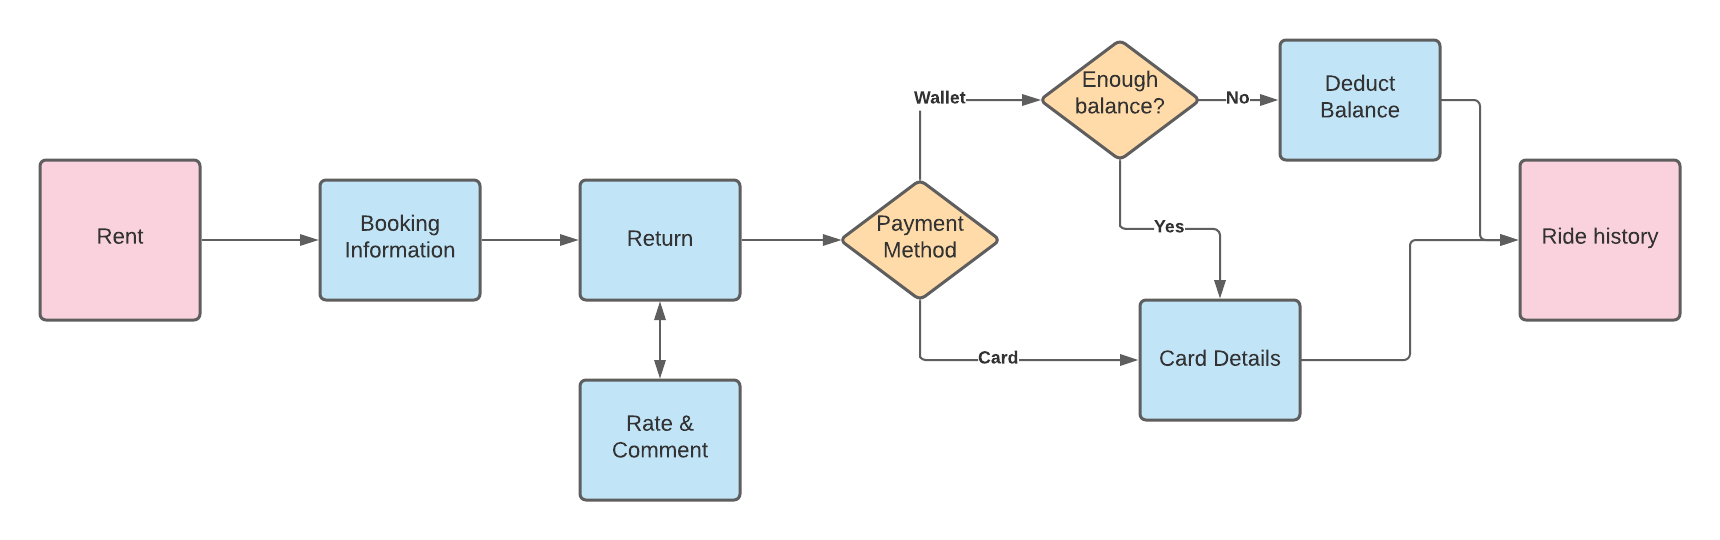 Rent
Booking
Information
Return
Rate &
Comment
Payment
Method
Wallet
Card
Enough
balance?
No
Yes
Deduct
Balance
Card Details
Ride history